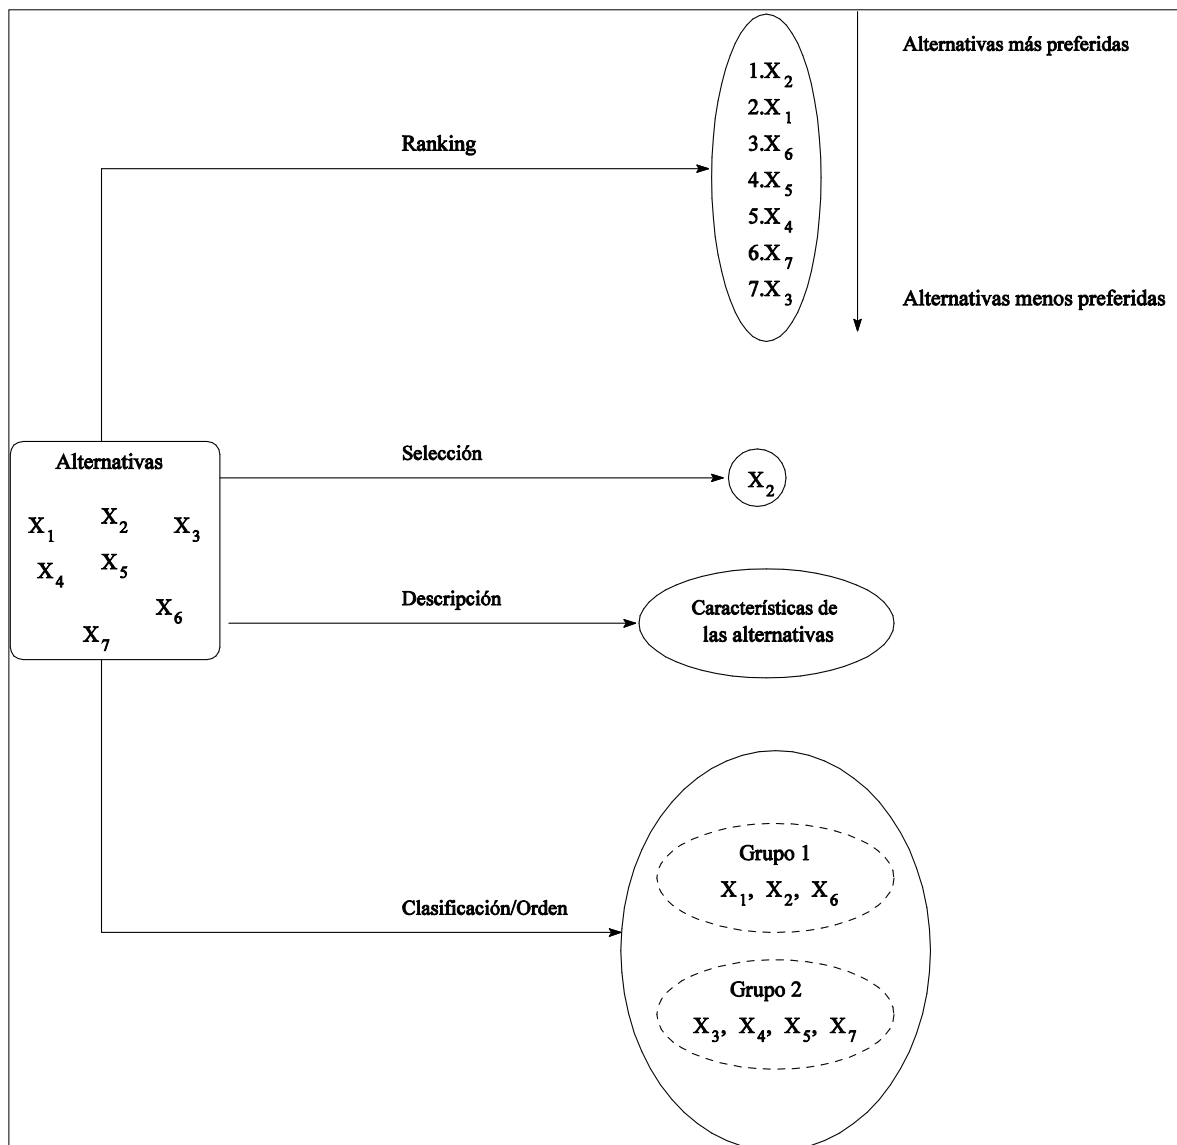 Alternativas más preferidas
1.X2
2.X1
Ranking
3.X6
4.X5
5.X4
6.X7
7.X3
Alternativas menos preferidas
Alternativas
Selección
X2
X1 X2 X3
X4 X5
X6
X7
Descripción
Característícas de
las alternativas
Grupo 1
X1, X2, X6
Clasificación/Orden
Grupo 2
X3, X4, X5, X7